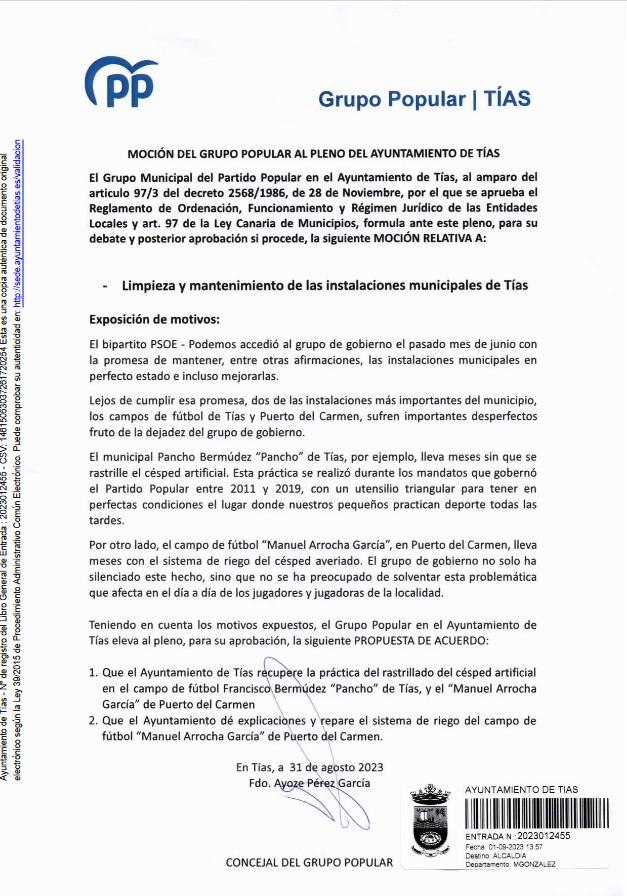 pp
Grupo Popular | TÍAS
MOCIÓN DEL GRUPO POPULAR AL PLENO DEL AYUNTAMIENTO DE TÍAS
El Grupo Municipal del Partido Popular en el Ayuntamiento de Tías, al amparo del
articulo 97/3 del decreto 2568/1986, de 28 de Noviembre, por el que se aprueba el
Reglamento de Ordenación, Funcionamiento y Régimen Jurídico de las Entidades
Locales y art. 97 de la Ley Canaria de Municipios, formula ante este pleno, para su
debate y posterior aprobación si procede, la siguiente MOCIÓN RELATIVA A:
- Limpieza y mantenimiento de las instalaciones municipales de Tías
Exposición de motivos:
El bipartito PSOE - Podemos accedió al grupo de gobierno el pasado mes de junio con
la promesa de mantener, entre otras afirmaciones, las instalaciones municipales en
perfecto estado e incluso mejorarlas.
Lejos de cumplir esa promesa, dos de las instalaciones más importantes del municipio,
los campos de fútbol de Tías y Puerto del Carmen, sufren importantes desperfectos
fruto de la dejadez del grupo de gobierno.
El municipal Pancho Bermúdez "Pancho" de Tías, por ejemplo, lleva meses sin que se
rastrille el césped artificial. Esta práctica se realizó durante los mandatos que gobernó
el Partido Popular entre 2011 y 2019, con un utensilio triangular para tener en
perfectas condiciones el lugar donde nuestros pequeños practican deporte todas las
tardes.
Por otro lado, el campo de fútbol "Manuel Arrocha García", en Puerto del Carmen, lleva
meses con el sistema de riego del césped averiado. El grupo de gobierno no solo ha
silenciado este hecho, sino que no se ha preocupado de solventar esta problemática
que afecta en el día a día de los jugadores y jugadoras de la localidad.
Teniendo en cuenta los motivos expuestos, el Grupo Popular en el Ayuntamiento de
Tías eleva al pleno, para su aprobación, la siguiente PROPUESTA DE ACUERDO:
1. Que el Ayuntamiento de Tías recupere la práctica del rastrillado del césped artificial
en el campo de fútbol Francisco Bermúdez "Pancho" de Tías, y el "Manuel Arrocha
García" de Puerto del Carmen
2. Que el Ayuntamiento dé explicaciones y repare el sistema de riego del campo de
fútbol "Manuel Arrocha García" de Puerto del Carmen.
En Tías, a 31 de agosto 2023
Fdo. Ayoze Pérez García
CONCEJAL DEL GRUPO POPULAR
AYUNTAMIENTO DE TIAS
ENTRADA N : 2023012455
Fecha: 01-09-2023 13:57
Destino: ALCALDIA
Departamento: MGONZALEZ
Ayuntamiento de Tías - Nº de registro del Libro General de Entrada : 2023012455 - CSV: 14615063037261720264 Esta es una copia auténtica de documento original
electrónico según la Ley 39/2015 de Procedimiento Administrativo Común Electrónico. Puede comprobar su autenticidad en: http://sede.ayuntamientodetias.es/validacion